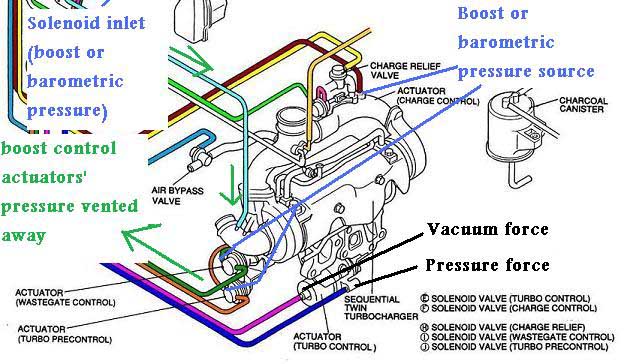 Solenoid inlet
(boost or
barometric
pressure)
Boost or
barometric
pressure source
CHARGE RELIEF
VALVE
ACTUATOR
(CHARGE CONTROL)
CHARCOAL
CANISTER
boost control
actuators'
pressure vented
away
AIR BYPASS
VALVE
Vacuum force
Pressure force
ACTUATOR
(WASTEGATE CONTROL)
ACTUATOR
(TURBO PRECONTROL)
SEQUENTIAL
TWIN
TURBOCHARGER
ACTUATOR
(TURBO CONTROL)
E SOLENOID VALVE (TURBO CONTROL)
F SOLENOID VALVE (CHARGE CONTROL)
H SOLENOID VALVE (CHARGE RELIEF)
I SOLENOID VALVE (WASTEGATE CONTROL)
J SOLENOID VALVE (TURBO PRECONTROL)